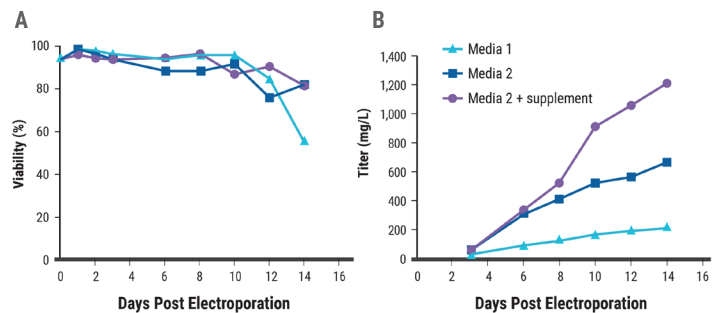 A
100
80
60
40
20
0
Viability (%)
0 2 4 6 8 10 12 14 16
Days Post Electroporation
B
Media 1
Media 2
Media 2 + supplement
1,400
1,200
1,000
800
600
400
200
0
Titer (mg/L)
0 2 4 6 8 10 12 14 16
Days Post Electroporation